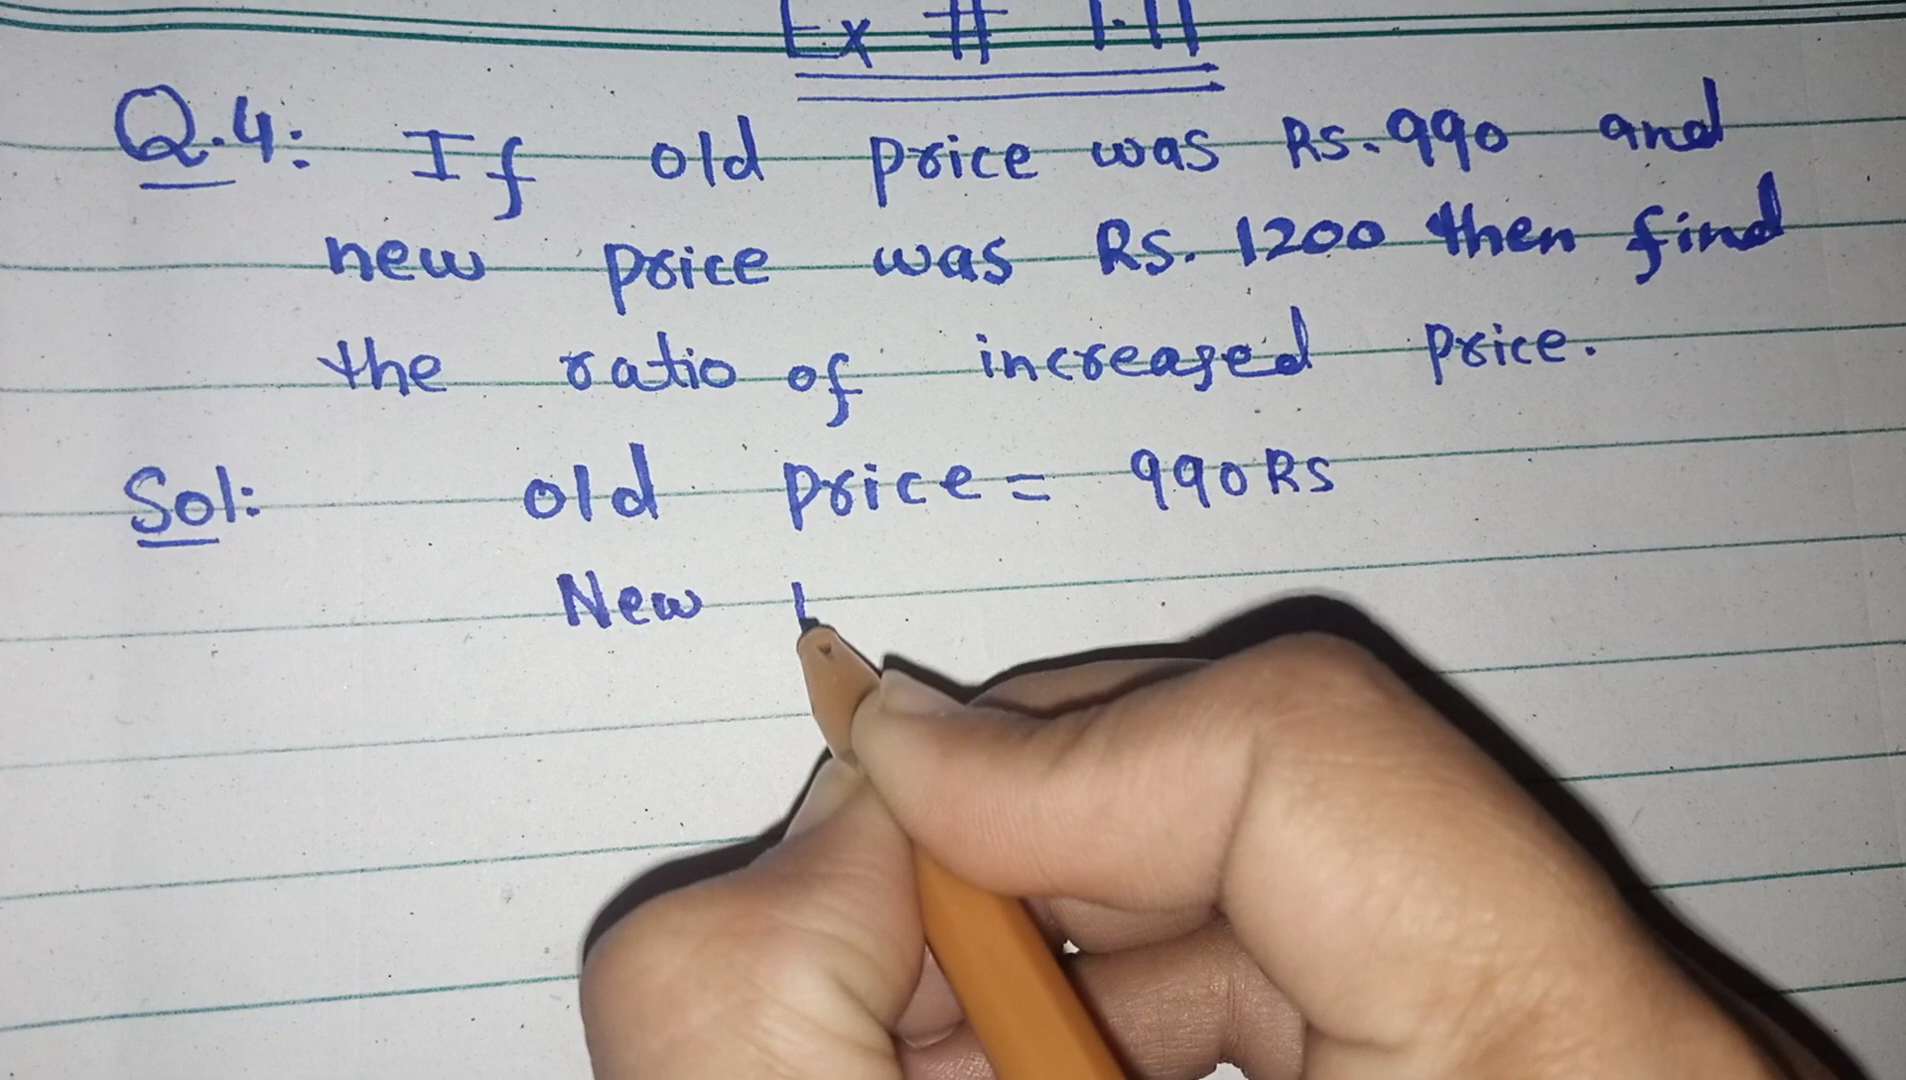 Ex # 1.11
Q.4: If old price was Rs.990 and
new price was Rs. 1200 then find
the ratio of increased price.
Sol: old price = 990 Rs
New